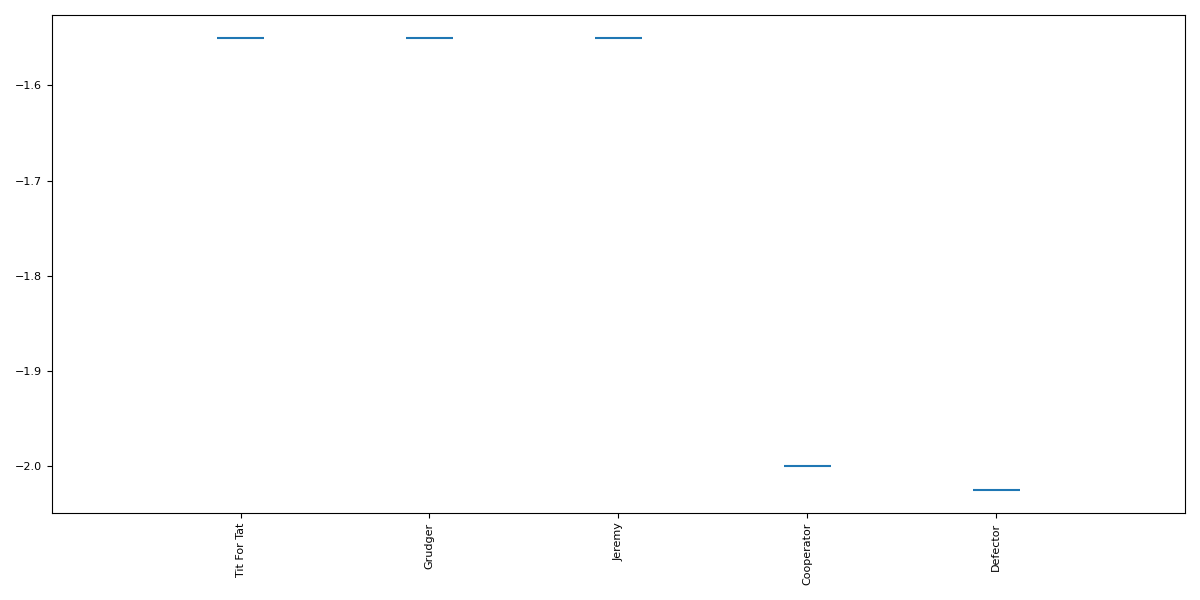 −1.6
−1.7
−1.8
−1.9
−2.0
Tit For Tat
Grudger
Jeremy
Cooperator
Defector